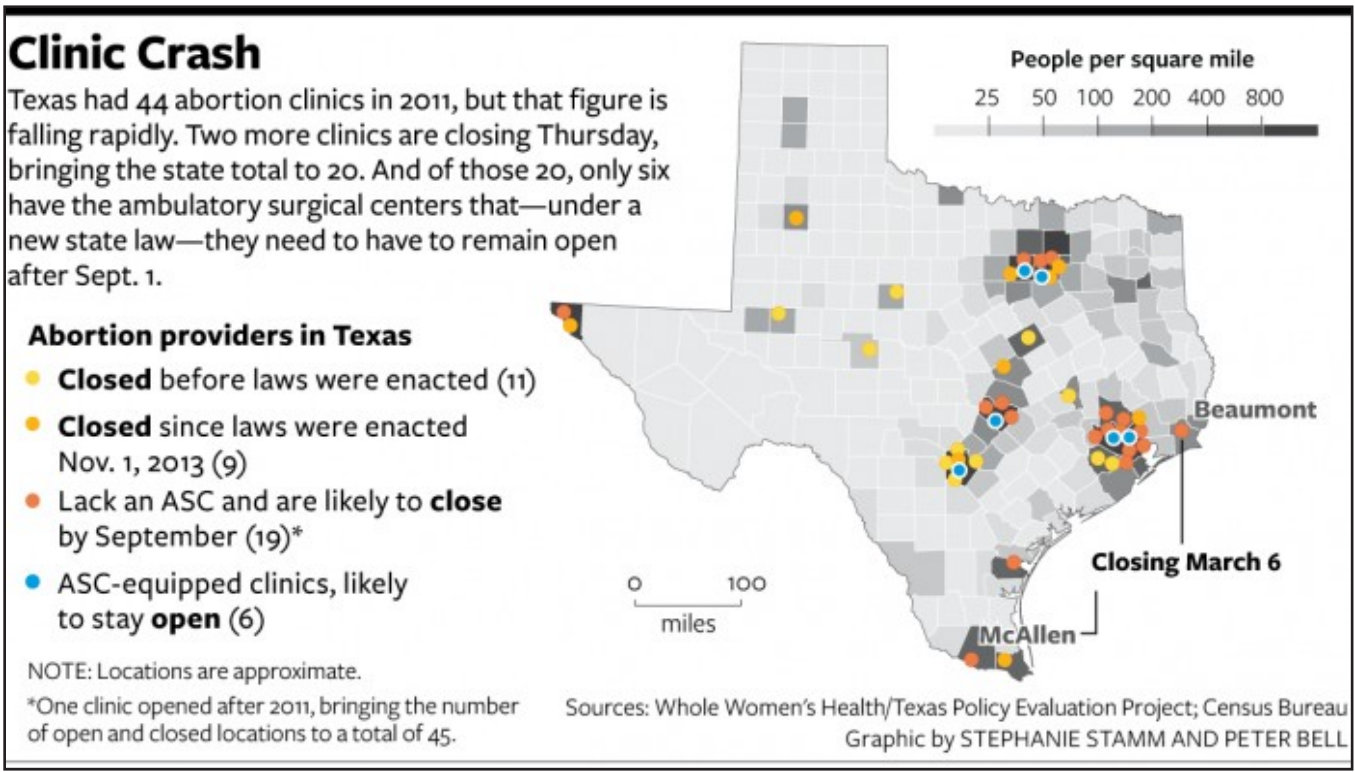 Clinic Crash
Texas had 44 abortion clinics in 2011, but that figure is
falling rapidly. Two more clinics are closing Thursday,
bringing the state total to 20. And of those 20, only six
have the ambulatory surgical centers that—under a
new state law—they need to have to remain open
after Sept. 1.
Abortion providers in Texas
Closed before laws were enacted (11)
Closed since laws were enacted
Nov. 1, 2013 (9)
Lack an ASC and are likely to close
by September (19)*
ASC-equipped clinics, likely
to stay open (6)
NOTE: Locations are approximate.
*One clinic opened after 2011, bringing the number
of open and closed locations to a total of 45.
People per square mile
25 50 100 200 400 800
Beaumont
Closing March 6
McAllen
0 100
miles
Sources: Whole Women's Health/Texas Policy Evaluation Project; Census Bureau
Graphic by STEPHANIE STAMM AND PETER BELL